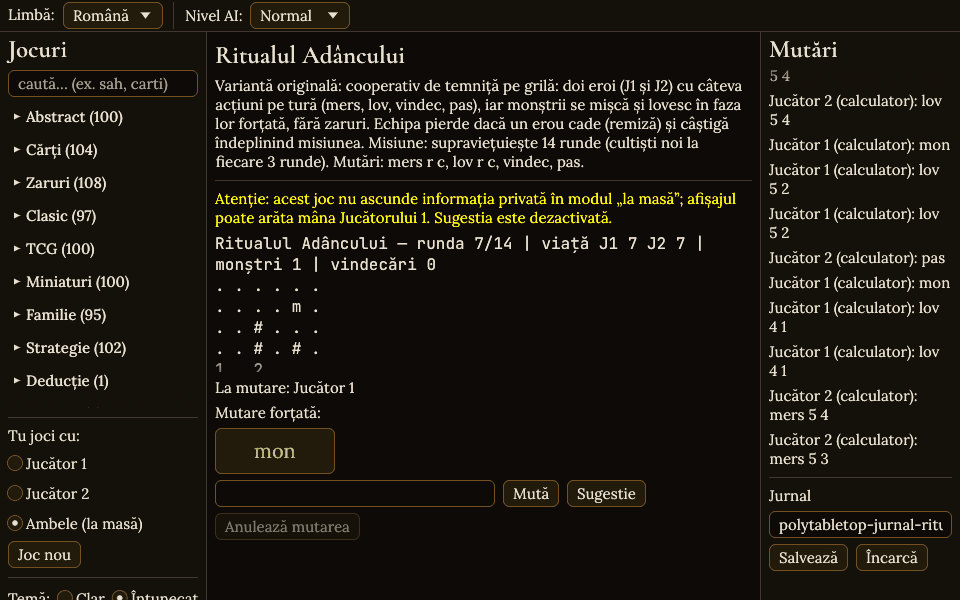 Limbă: Română Nivel AI: Normal
Jocuri
caută... (ex. sah, carti)
Abstract (100)
Cărți (104)
Zaruri (108)
Clasic (97)
TCG (100)
Miniaturi (100)
Familie (95)
Strategie (102)
Deducție (1)
Tu joci cu:
Jucător 1
Jucător 2
Ambele (la masă)
Joc nou
Temă: Clar Întunecat
Ritualul Adâncului
Variantă originală: cooperativ de temniță pe grilă: doi eroi (J1 și J2) cu câteva
acțiuni pe tură (mers, lov, vindec, pas), iar monștrii se mișcă și lovesc în faza
lor forțată, fără zaruri. Echipa pierde dacă un erou cade (remiză) și câștigă
îndeplinind misiunea. Misiune: supraviețuiește 14 runde (cultiști noi la
fiecare 3 runde). Mutări: mers r c, lov r c, vindec, pas.
Atenție: acest joc nu ascunde informația privată în modul „la masă”; afișajul
poate arăta mâna Jucătorului 1. Sugestia este dezactivată.
Ritualul Adâncului — runda 7/14 | viață J1 7 J2 7 |
monștri 1 | vindecări 0
. . . . . .
. . . . m .
. . # . . .
. . # . # .
1 2
La mutare: Jucător 1
Mutare forțată:
mon
Mută Sugestie
Anulează mutarea
Mutări
5 4
Jucător 2 (calculator): lov
5 4
Jucător 1 (calculator): mon
Jucător 1 (calculator): lov
5 2
Jucător 1 (calculator): lov
5 2
Jucător 2 (calculator): pas
Jucător 1 (calculator): mon
Jucător 1 (calculator): lov
4 1
Jucător 1 (calculator): lov
4 1
Jucător 2 (calculator):
mers 5 4
Jucător 2 (calculator):
mers 5 3
Jurnal
polytabletop-jurnal-ritu
Salvează Încarcă